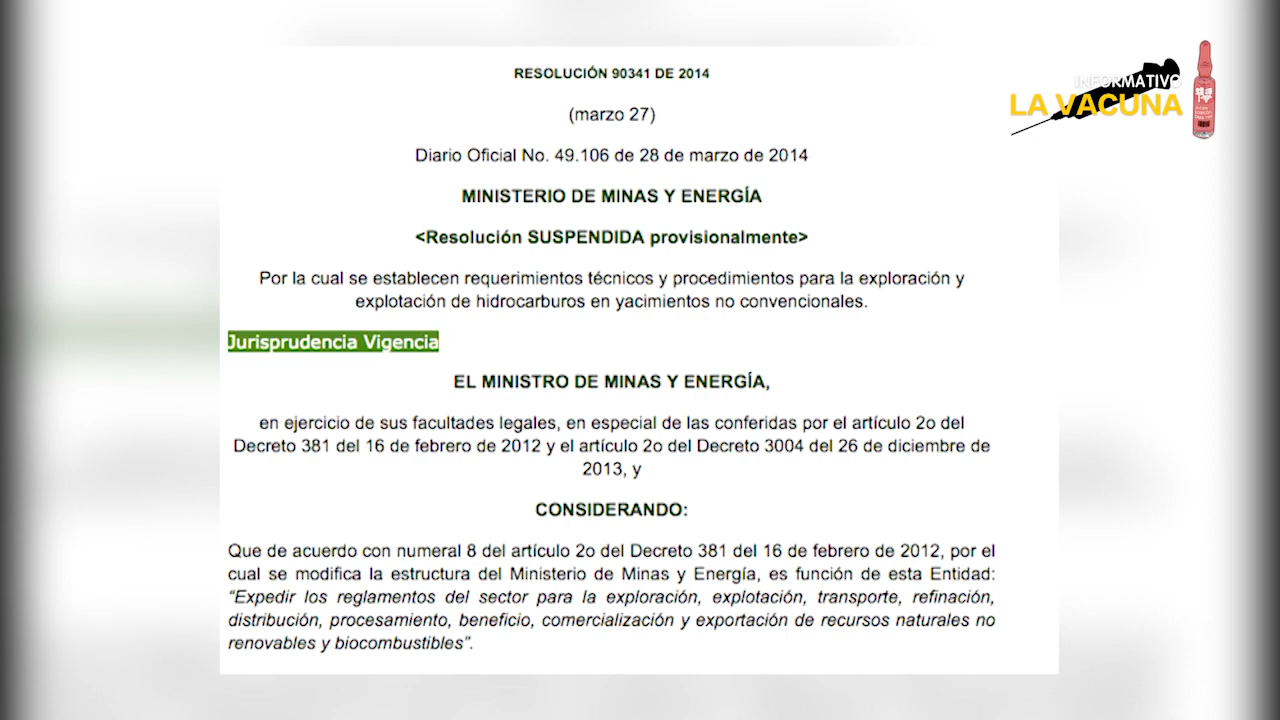 RESOLUCIÓN 90341 DE 2014
(marzo 27)
Diario Oficial No. 49.106 de 28 de marzo de 2014
MINISTERIO DE MINAS Y ENERGÍA
<Resolución SUSPENDIDA provisionalmente>
Por la cual se establecen requerimientos técnicos y procedimientos para la exploración y
explotación de hidrocarburos en yacimientos no convencionales.
Jurisprudencia Vigencia
EL MINISTRO DE MINAS Y ENERGÍA,
en ejercicio de sus facultades legales, en especial de las conferidas por el artículo 2o del
Decreto 381 del 16 de febrero de 2012 y el artículo 2o del Decreto 3004 del 26 de diciembre de
2013, y
CONSIDERANDO:
Que de acuerdo con numeral 8 del artículo 2o del Decreto 381 del 16 de febrero de 2012, por el
cual se modifica la estructura del Ministerio de Minas y Energía, es función de esta Entidad:
“Expedir los reglamentos del sector para la exploración, explotación, transporte, refinación,
distribución, procesamiento, beneficio, comercialización y exportación de recursos naturales no
renovables y biocombustibles”.
INFORMATIVO
LA VACUNA